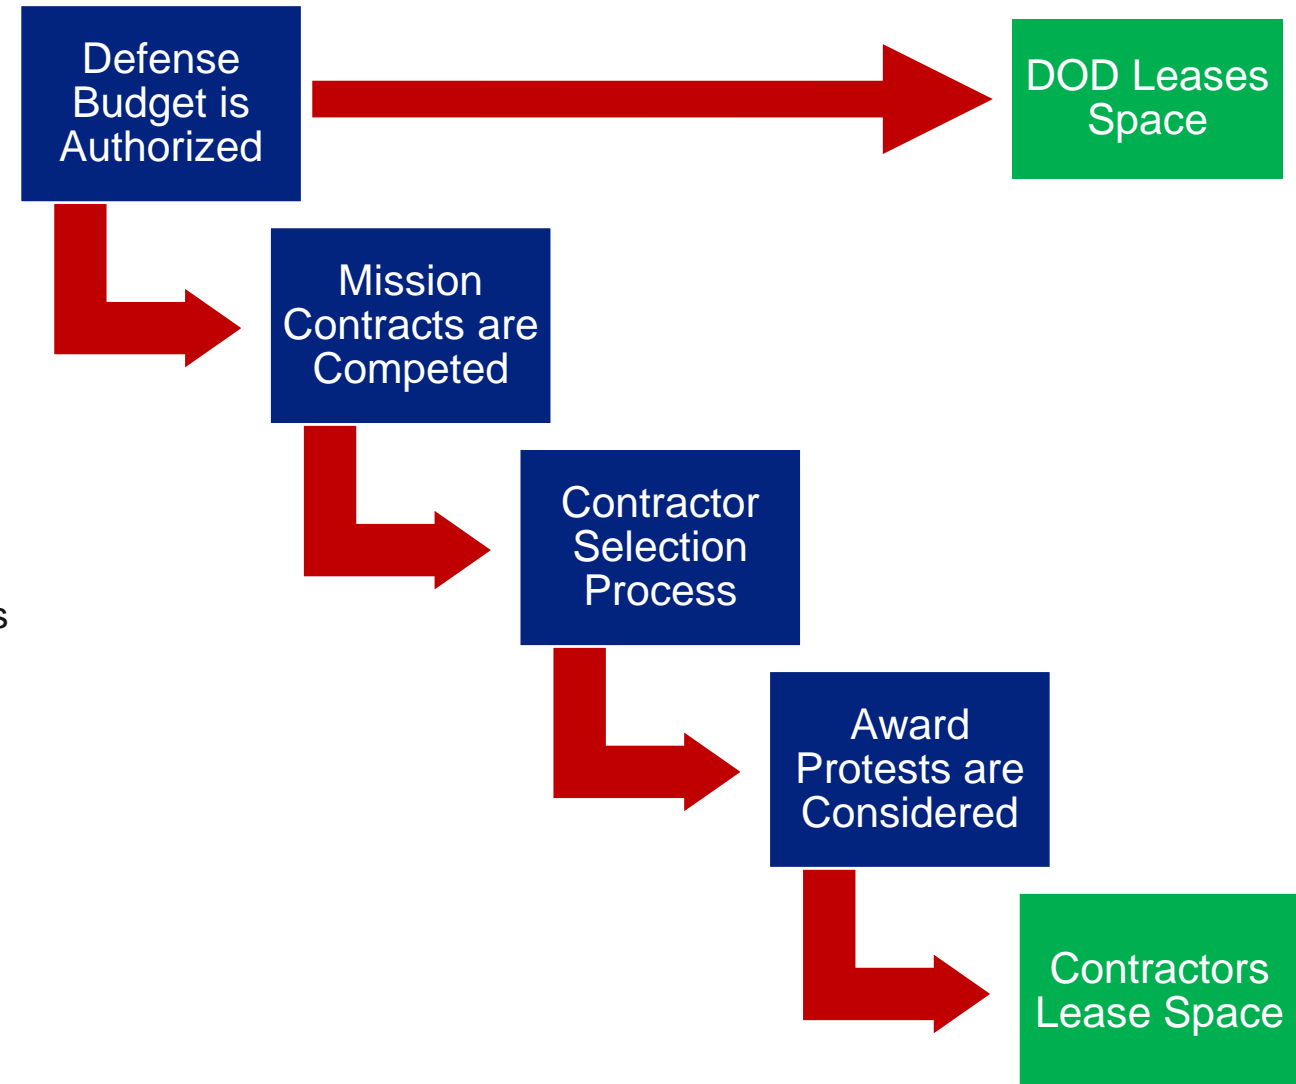 Defense
Budget is
Authorized
DOD Leases
Space
Mission
Contracts are
Competed
Contractor
Selection
Process
s
Award
Protests are
Considered
Contractors
Lease Space